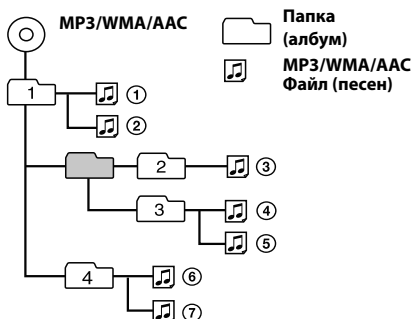 MP3/WMA/AAC
Папка
(албум)
MP3/WMA/AAC
Файл (песен)
1
①
②
2
③
3
④
⑤
4
⑥
⑦